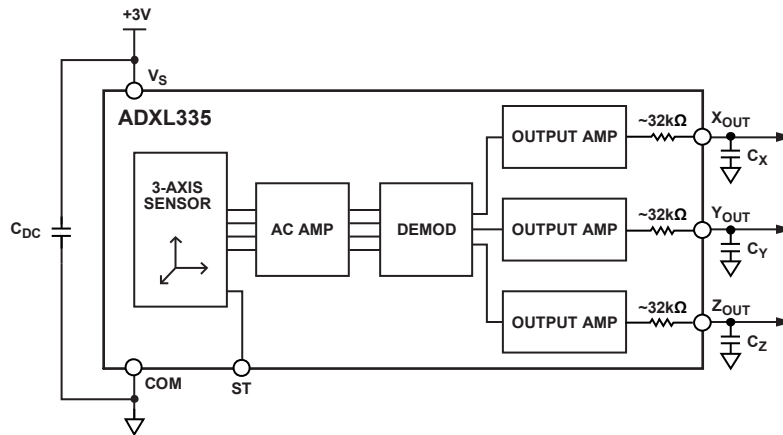 +3V
V_S
ADXL335
3-AXIS
SENSOR
AC AMP
DEMOD
OUTPUT AMP
~32kΩ
X_OUT
C_X
OUTPUT AMP
~32kΩ
Y_OUT
C_Y
OUTPUT AMP
~32kΩ
Z_OUT
C_Z
C_DC
COM
ST